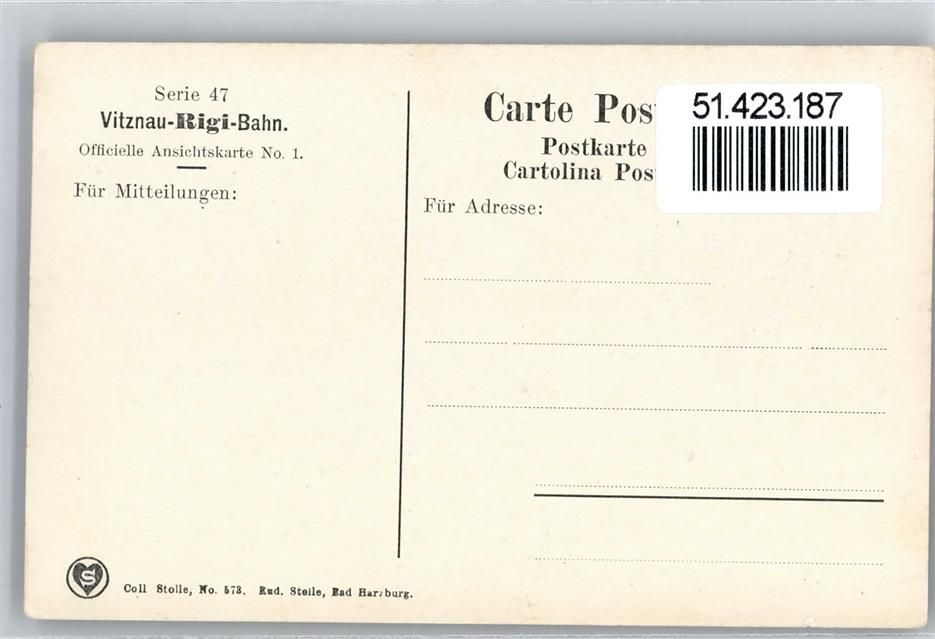 Serie 47
Vitznau-Rigi-Bahn.
Officielle Ansichtskarte No. 1.
Für Mitteilungen:
Carte Pos
Postkarte
Cartolina Pos
51.423.187
Für Adresse:
S
Coll Stolle, No. 573. Rud. Stolle, Bad Harzburg.